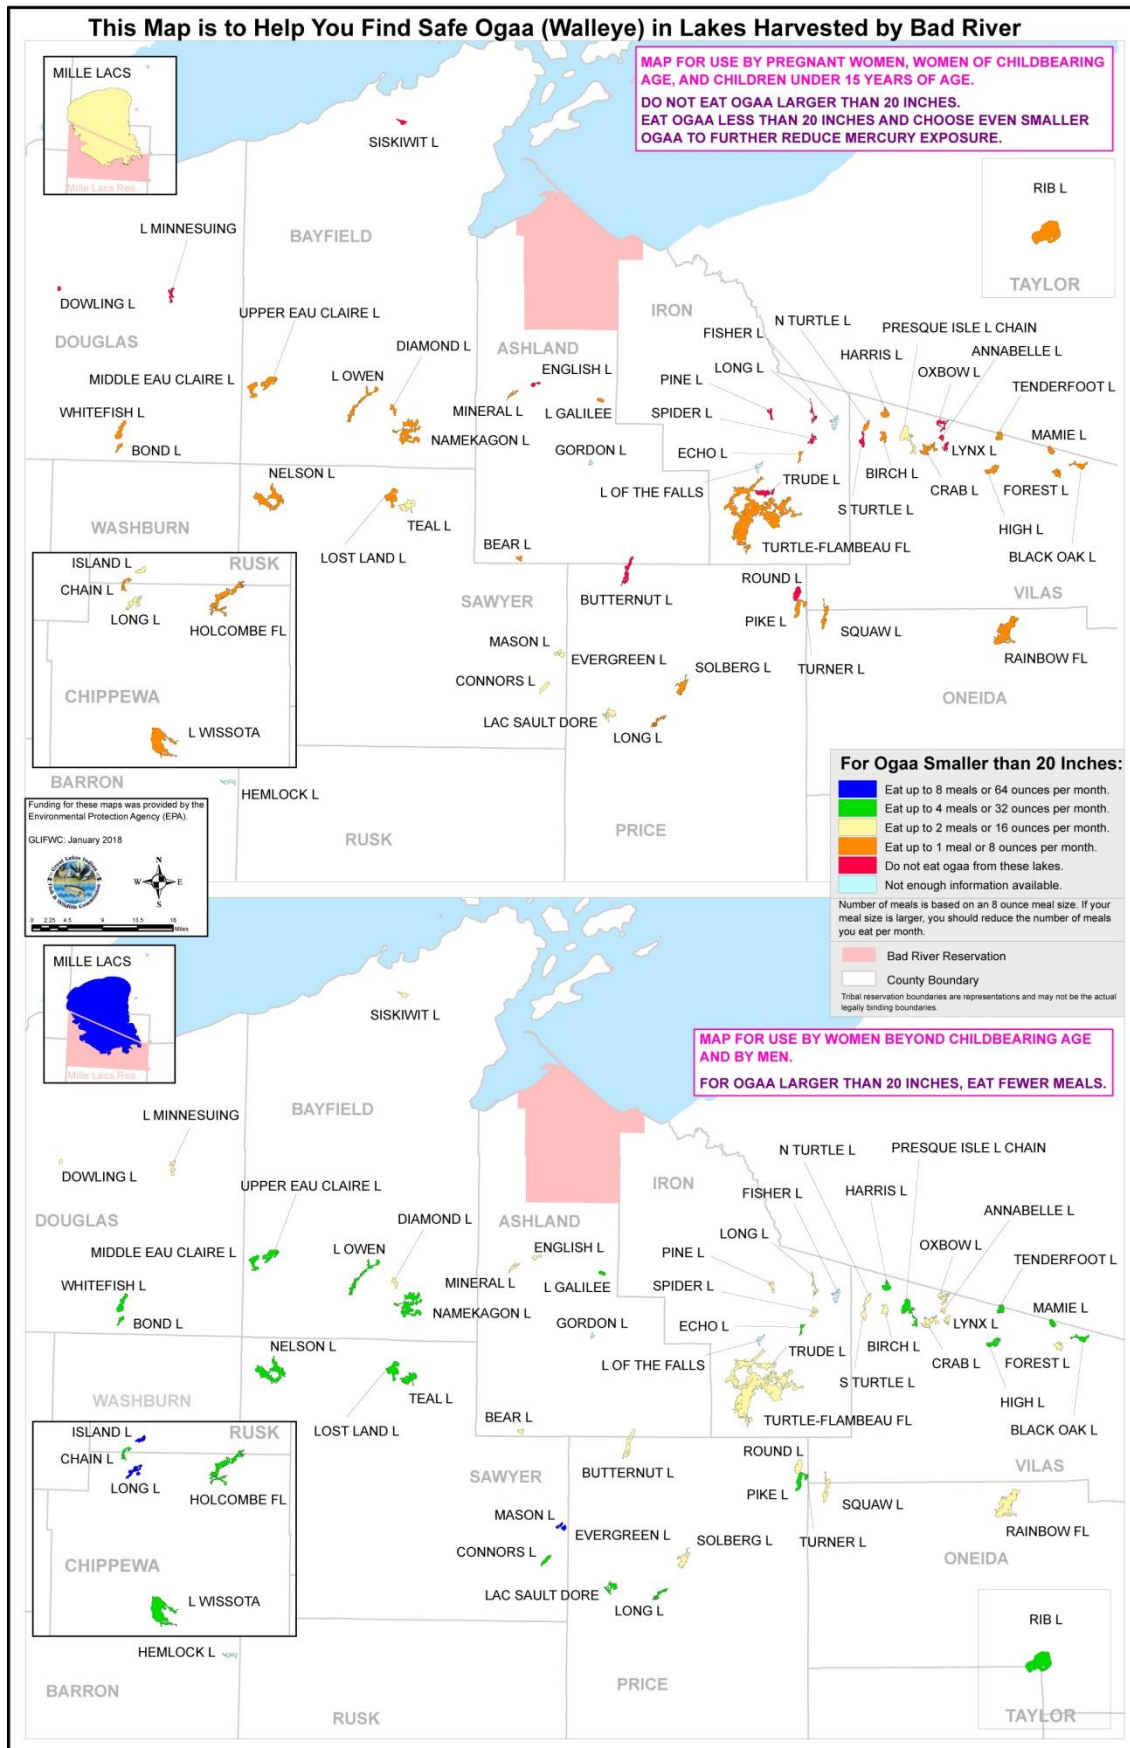 This Map is to Help You Find Safe Ogaa (Walleye) in Lakes Harvested by Bad River
MILLE LACS
Mille Lacs Res.
MAP FOR USE BY PREGNANT WOMEN, WOMEN OF CHILDBEARING
AGE, AND CHILDREN UNDER 15 YEARS OF AGE.
DO NOT EAT OGAA LARGER THAN 20 INCHES.
EAT OGAA LESS THAN 20 INCHES AND CHOOSE EVEN SMALLER
OGAA TO FURTHER REDUCE MERCURY EXPOSURE.
SISKIWIT L
RIB L
TAYLOR
L MINNESUING
BAYFIELD
DOWLING L
UPPER EAU CLAIRE L
DOUGLAS
DIAMOND L
ASHLAND
IRON
N TURTLE L
FISHER L
PRESQUE ISLE L CHAIN
HARRIS L
ANNABELLE L
LONG L
OXBOW L
MIDDLE EAU CLAIRE L
L OWEN
ENGLISH L
PINE L
TENDERFOOT L
WHITEFISH L
MINERAL L
L GALILEE
SPIDER L
MAMIE L
BOND L
NAMEKAGON L
GORDON L
ECHO L
LYNX L
BIRCH L
NELSON L
L OF THE FALLS
TRUDE L
CRAB L
FOREST L
S TURTLE L
WASHBURN
TEAL L
HIGH L
LOST LAND L
BEAR L
TURTLE-FLAMBEAU FL
BLACK OAK L
ISLAND L
RUSK
CHAIN L
LONG L
HOLCOMBE FL
CHIPPEWA
L WISSOTA
SAWYER
BUTTERNUT L
ROUND L
VILAS
PIKE L
SQUAW L
MASON L
EVERGREEN L
SOLBERG L
TURNER L
RAINBOW FL
CONNORS L
ONEIDA
LAC SAULT DORE
LONG L
BARRON
HEMLOCK L
RUSK
PRICE
For Ogaa Smaller than 20 Inches:
Eat up to 8 meals or 64 ounces per month.
Eat up to 4 meals or 32 ounces per month.
Eat up to 2 meals or 16 ounces per month.
Eat up to 1 meal or 8 ounces per month.
Do not eat ogaa from these lakes.
Not enough information available.
Number of meals is based on an 8 ounce meal size. If your
meal size is larger, you should reduce the number of meals
you eat per month.
Bad River Reservation
County Boundary
Tribal reservation boundaries are representations and may not be the actual
legally binding boundaries.
Funding for these maps was provided by the
Environmental Protection Agency (EPA).
GLIFWC: January 2018
N
W E
S
0 2.25 4.5 9 13.5 18
Miles
MILLE LACS
Mille Lacs Res.
SISKIWIT L
MAP FOR USE BY WOMEN BEYOND CHILDBEARING AGE
AND BY MEN.
FOR OGAA LARGER THAN 20 INCHES, EAT FEWER MEALS.
L MINNESUING
BAYFIELD
DOWLING L
UPPER EAU CLAIRE L
DOUGLAS
DIAMOND L
ASHLAND
IRON
N TURTLE L
PRESQUE ISLE L CHAIN
FISHER L
HARRIS L
ANNABELLE L
LONG L
OXBOW L
MIDDLE EAU CLAIRE L
L OWEN
ENGLISH L
PINE L
TENDERFOOT L
WHITEFISH L
MINERAL L
L GALILEE
SPIDER L
MAMIE L
BOND L
NAMEKAGON L
GORDON L
ECHO L
LYNX L
NELSON L
L OF THE FALLS
TRUDE L
BIRCH L
CRAB L
FOREST L
S TURTLE L
WASHBURN
TEAL L
HIGH L
LOST LAND L
BEAR L
TURTLE-FLAMBEAU FL
BLACK OAK L
ISLAND L
RUSK
CHAIN L
LONG L
HOLCOMBE FL
CHIPPEWA
L WISSOTA
SAWYER
BUTTERNUT L
ROUND L
VILAS
PIKE L
SQUAW L
MASON L
EVERGREEN L
SOLBERG L
TURNER L
RAINBOW FL
CONNORS L
ONEIDA
LAC SAULT DORE
LONG L
HEMLOCK L
RIB L
BARRON
RUSK
PRICE
TAYLOR